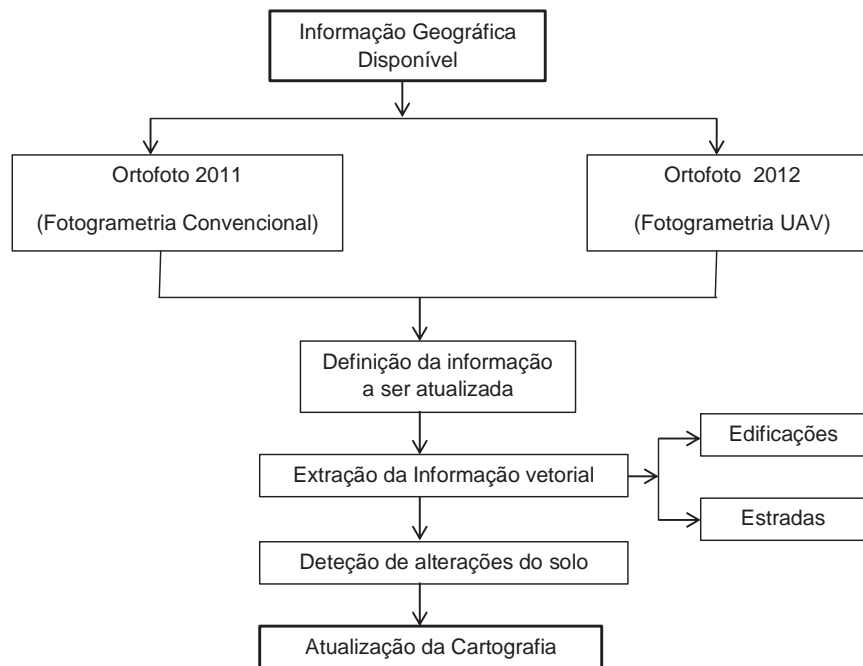 Informação Geográfica
Disponível
Ortofoto 2011
(Fotogrametria Convencional)
Ortofoto 2012
(Fotogrametria UAV)
Definição da informação
a ser atualizada
Extração da Informação vetorial
Edificações
Estradas
Deteção de alterações do solo
Atualização da Cartografia